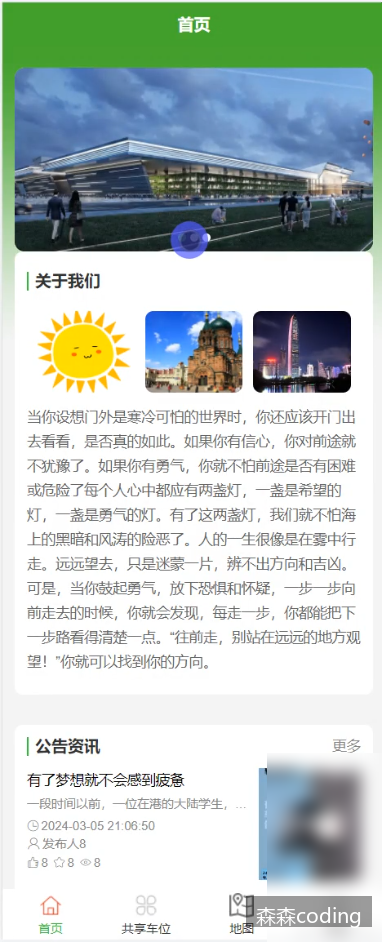 首页
关于我们
当你设想门外是寒冷可怕的世界时，你还应该开门出
去看看，是否真的如此。如果你有信心，你对前途就
不犹豫了。如果你有勇气，你就不怕前途是否有困难
或危险了每个人心中都应有两盏灯，一盏是希望的
灯，一盏是勇气的灯。有了这两盏灯，我们就不怕海
上的黑暗和风涛的险恶了。人的一生很像是在雾中行
走。远远望去，只是迷蒙一片，辨不出方向和吉凶。
可是，当你鼓起勇气，放下恐惧和怀疑，一步一步向
前走去的时候，你就会发现，每走一步，你都能把下
一步路看得清楚一点。“往前走，别站在远远的地方观
望！”你就可以找到你的方向。
公告资讯 更多
有了梦想就不会感到疲惫
一段时间以前，一位在港的大陆学生，...
2024-03-05 21:06:50
发布人8
8 8 8
首页 共享车位 地图
森森coding